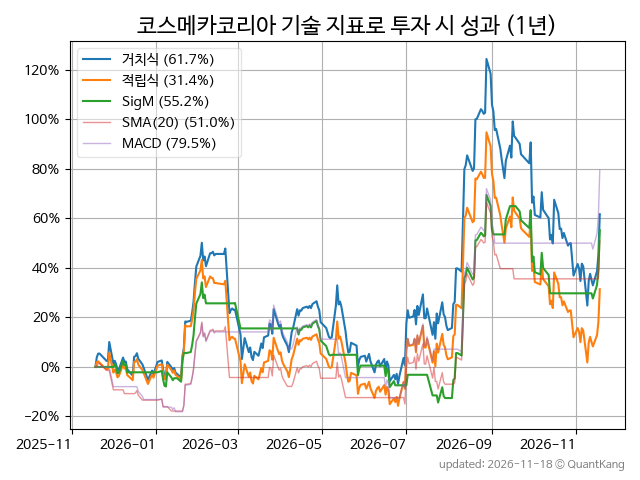 코스메카코리아 기술 지표로 투자 시 성과 (1년)
거치식 (61.7%)
적립식 (31.4%)
SigM (55.2%)
SMA(20) (51.0%)
MACD (79.5%)
120%
100%
80%
60%
40%
20%
0%
−20%
2025-11 2026-01 2026-03 2026-05 2026-07 2026-09 2026-11
updated: 2026-11-18 © QuantKang